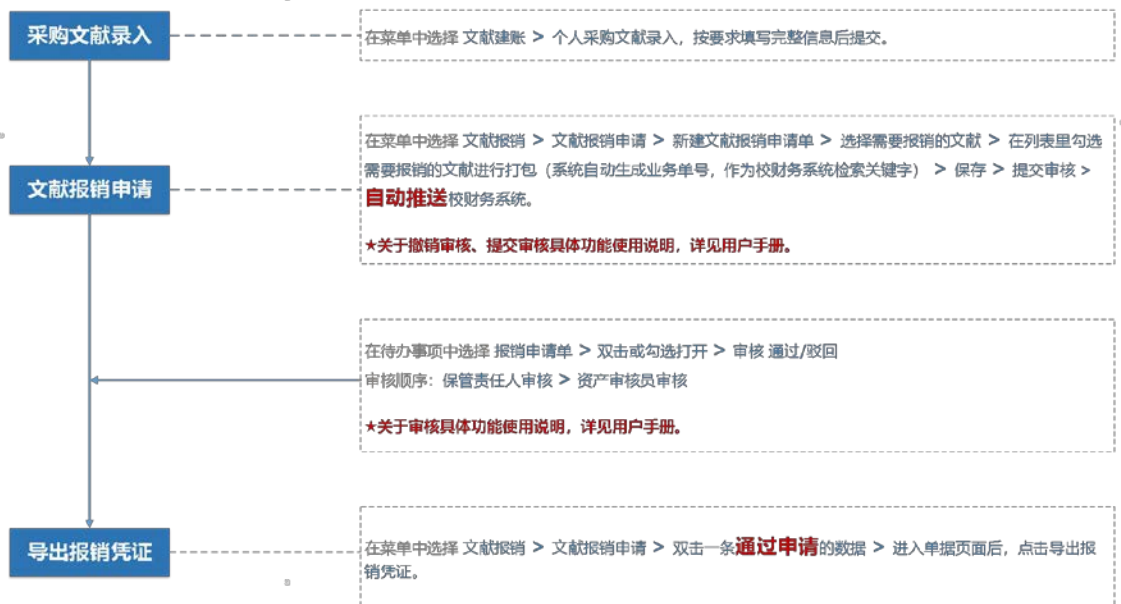 采购文献录入
在菜单中选择 文献建账 > 个人采购文献录入，按要求填写完整信息后提交。
在菜单中选择 文献报销 > 文献报销申请 > 新建文献报销申请单 > 选择需要报销的文献 > 在列表里勾选
需要报销的文献进行打包（系统自动生成业务单号，作为校财务系统检索关键字） > 保存 > 提交审核 >
自动推送校财务系统。
★关于撤销审核、提交审核具体功能使用说明，详见用户手册。
文献报销申请
在待办事项中选择 报销申请单 > 双击或勾选打开 > 审核 通过/驳回
审核顺序：保管责任人审核 > 资产审核员审核
★关于审核具体功能使用说明，详见用户手册。
导出报销凭证
在菜单中选择 文献报销 > 文献报销申请 > 双击一条通过申请的数据 > 进入单据页面后，点击导出报
销凭证。